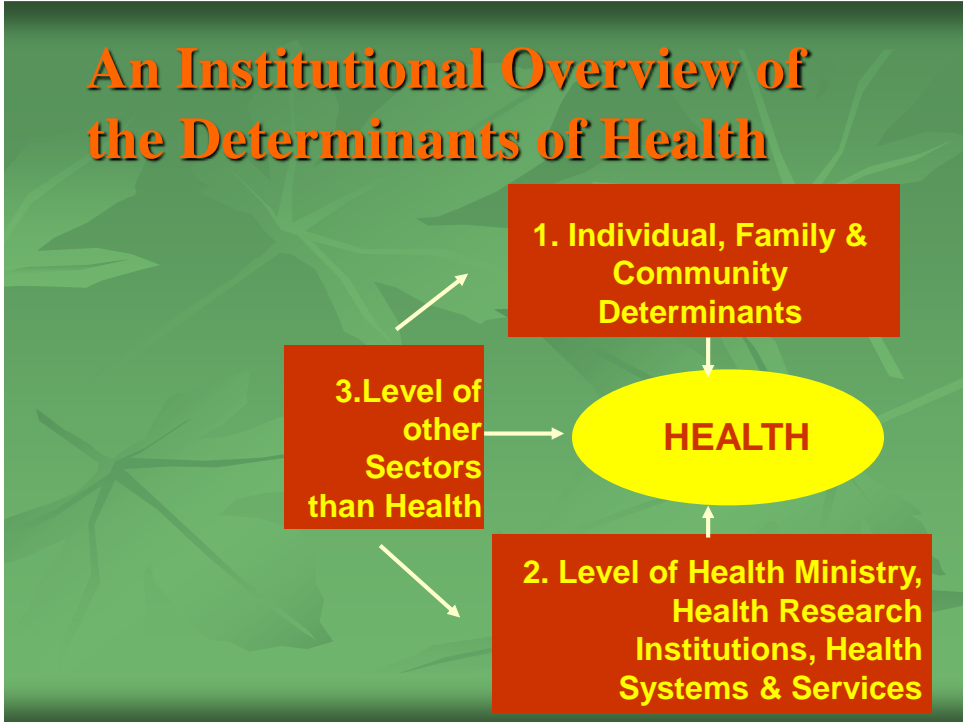 An Institutional Overview of
the Determinants of Health
1. Individual, Family &
Community
Determinants
3.Level of
other
Sectors
than Health
HEALTH
2. Level of Health Ministry,
Health Research
Institutions, Health
Systems & Services